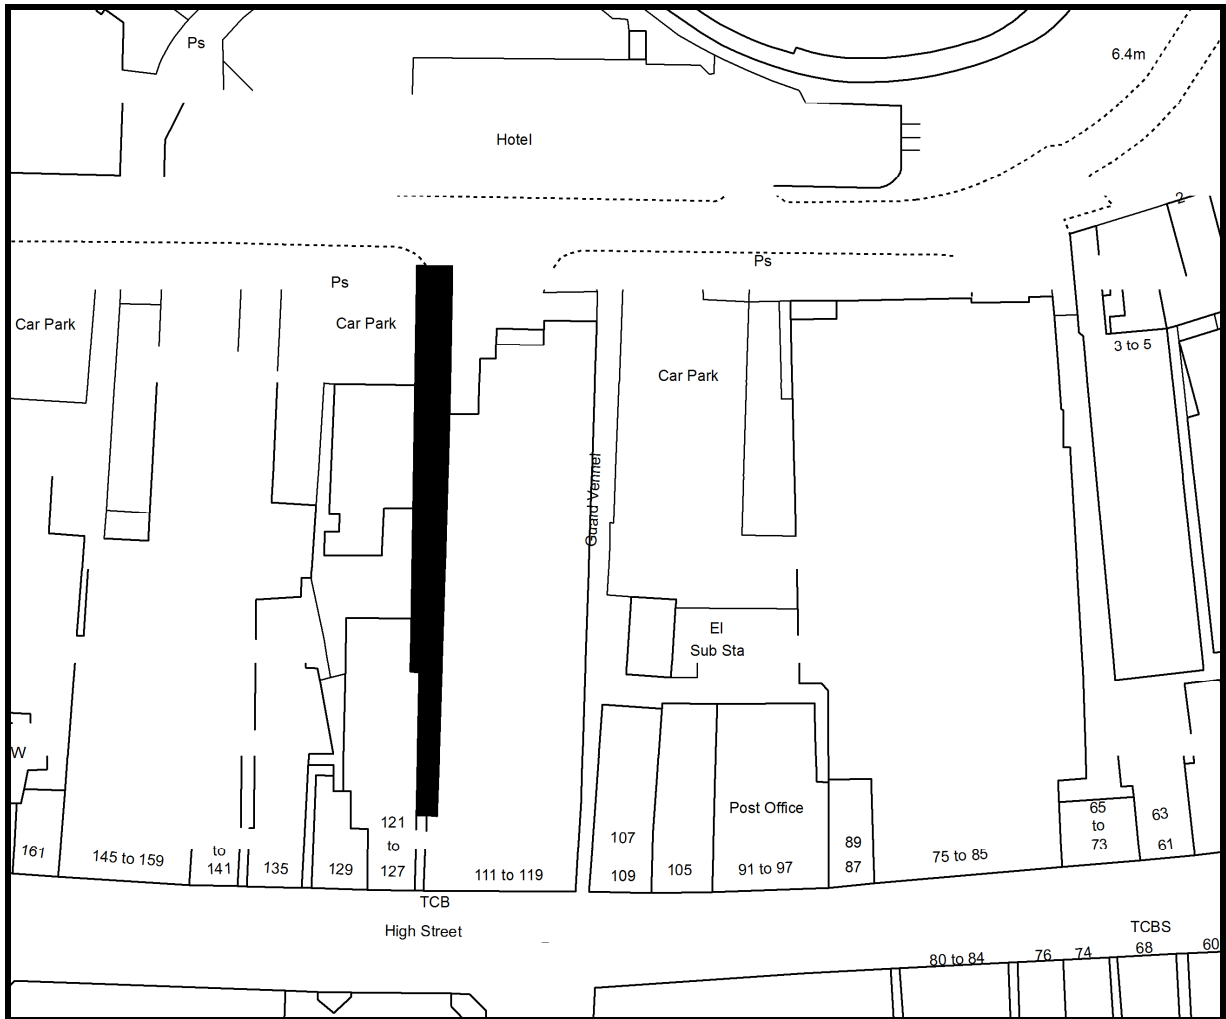 Ps
6.4m
Hotel
2
Ps
Ps
Car Park
Car Park
3 to 5
Car Park
Guard Vennel
El
Sub Sta
W
Post Office
65
to
73
63
61
121
to
127
107
109
89
87
161
145 to 159
to
141
135
129
111 to 119
105
91 to 97
75 to 85
TCB
High Street
TCBS
80 to 84
76
74
68
60